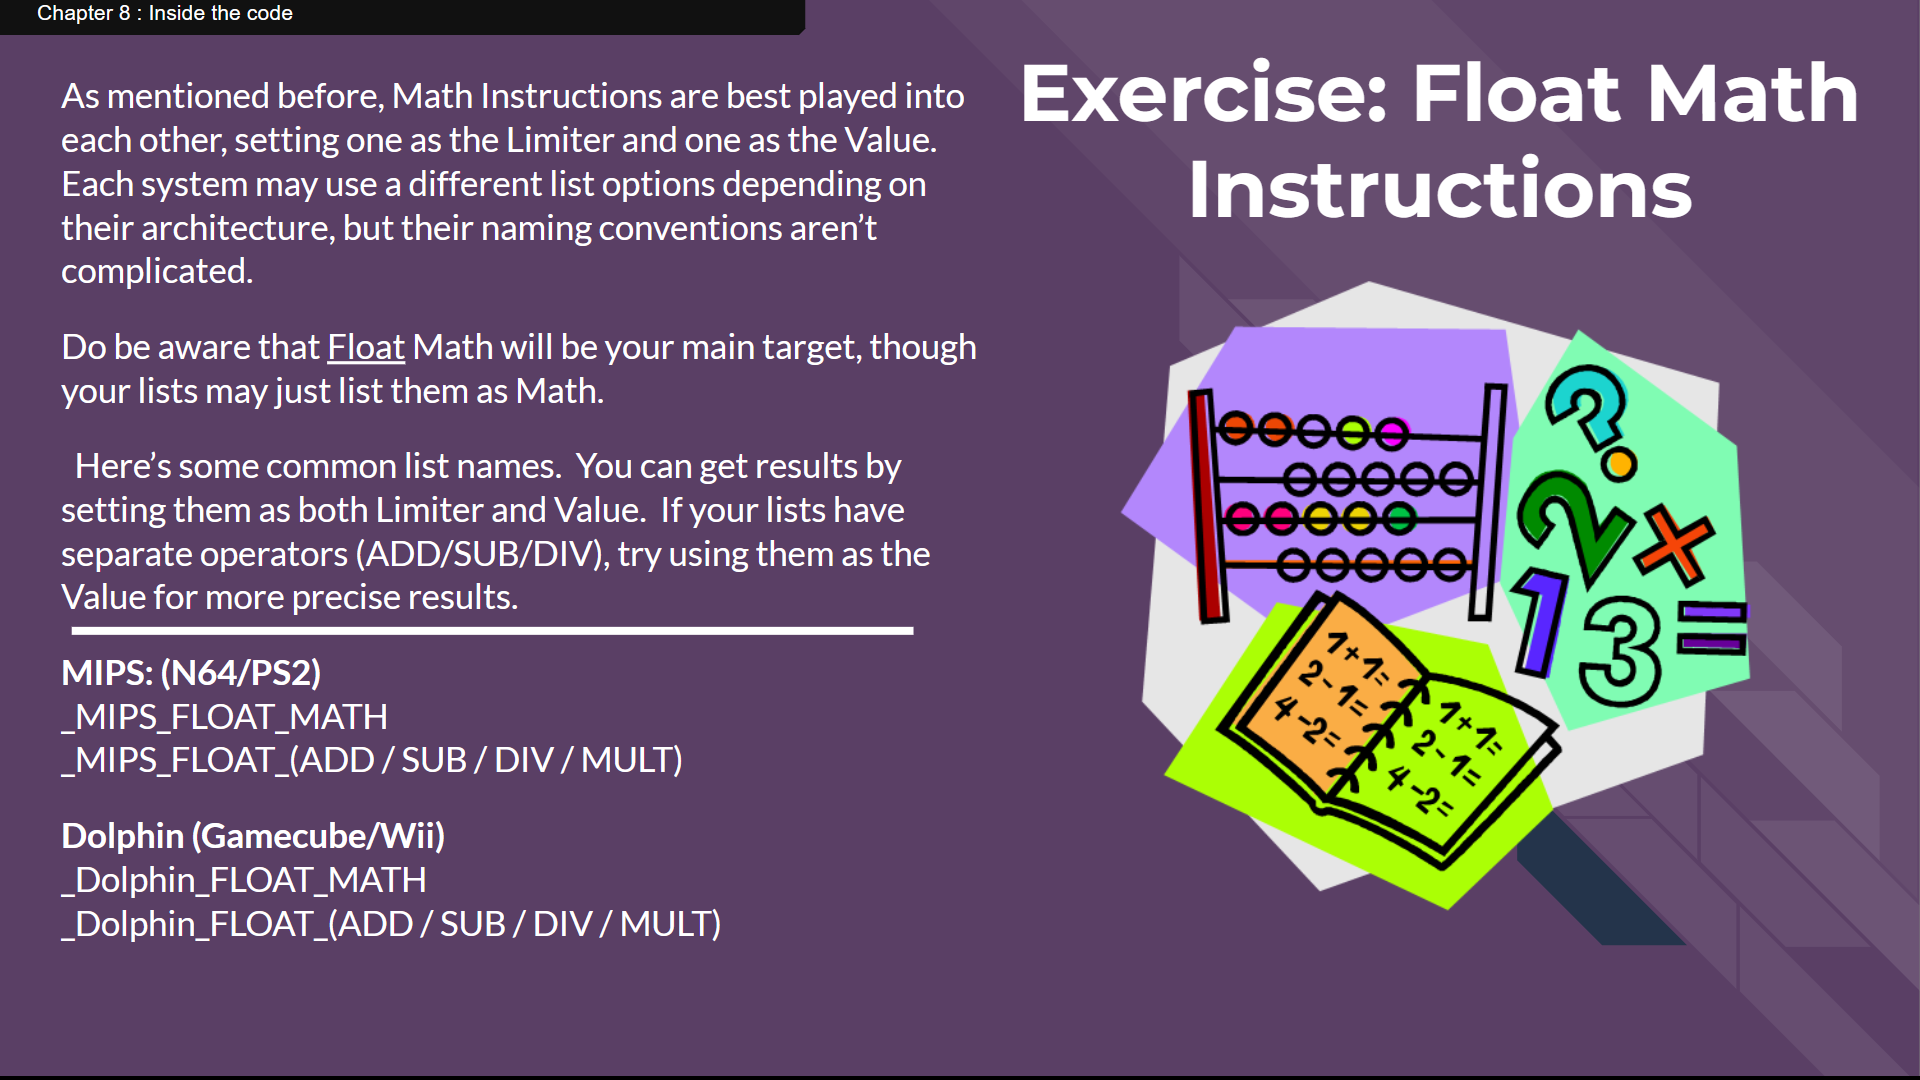 Chapter 8 : Inside the code
Exercise: Float Math
Instructions
As mentioned before, Math Instructions are best played into
each other, setting one as the Limiter and one as the Value.
Each system may use a different list options depending on
their architecture, but their naming conventions aren’t
complicated.
Do be aware that Float Math will be your main target, though
your lists may just list them as Math.
Here’s some common list names.  You can get results by
setting them as both Limiter and Value.  If your lists have
separate operators (ADD/SUB/DIV), try using them as the
Value for more precise results.
MIPS: (N64/PS2)
_MIPS_FLOAT_MATH
_MIPS_FLOAT_(ADD / SUB / DIV / MULT)
Dolphin (Gamecube/Wii)
_Dolphin_FLOAT_MATH
_Dolphin_FLOAT_(ADD / SUB / DIV / MULT)
?
2 ×
1 3 =
1+1=
2-1=
4-2=
1+1=
2-1=
4-2=